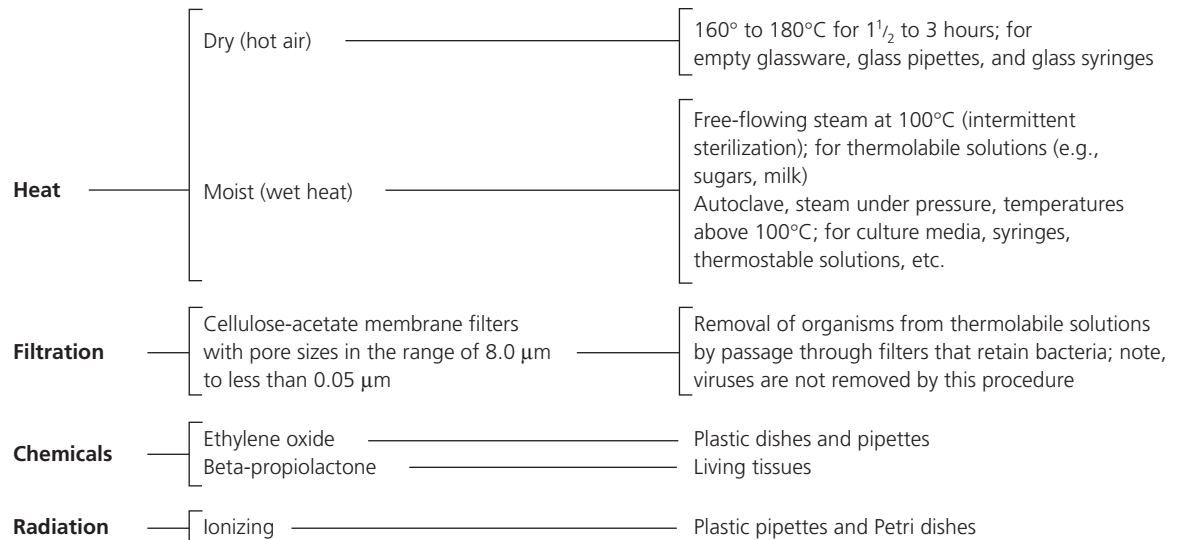 Heat
Dry (hot air)
160° to 180°C for 1 1/2 to 3 hours; for
empty glassware, glass pipettes, and glass syringes
Moist (wet heat)
Free-flowing steam at 100°C (intermittent
sterilization); for thermolabile solutions (e.g.,
sugars, milk)
Autoclave, steam under pressure, temperatures
above 100°C; for culture media, syringes,
thermostable solutions, etc.
Filtration
Cellulose-acetate membrane filters
with pore sizes in the range of 8.0 μm
to less than 0.05 μm
Removal of organisms from thermolabile solutions
by passage through filters that retain bacteria; note,
viruses are not removed by this procedure
Chemicals
Ethylene oxide
Plastic dishes and pipettes
Beta-propiolactone
Living tissues
Radiation
Ionizing
Plastic pipettes and Petri dishes